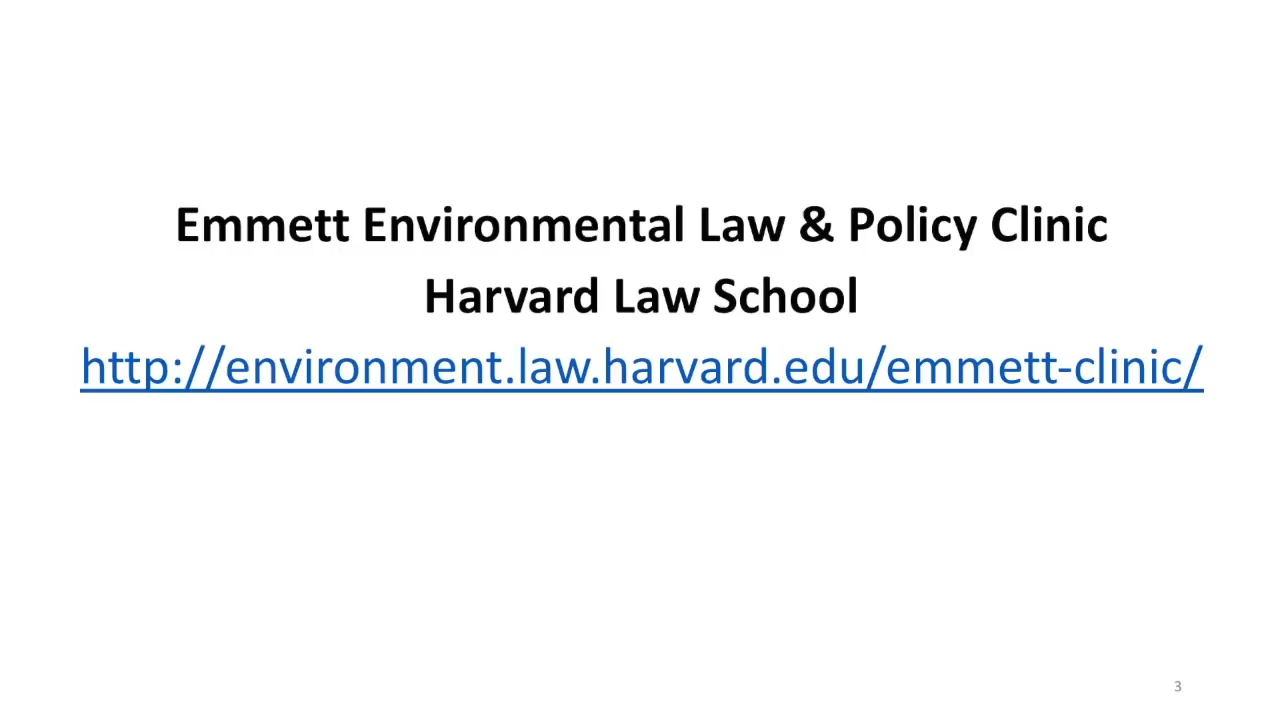 Emmett Environmental Law & Policy Clinic
Harvard Law School
http://environment.law.harvard.edu/emmett-clinic/
3